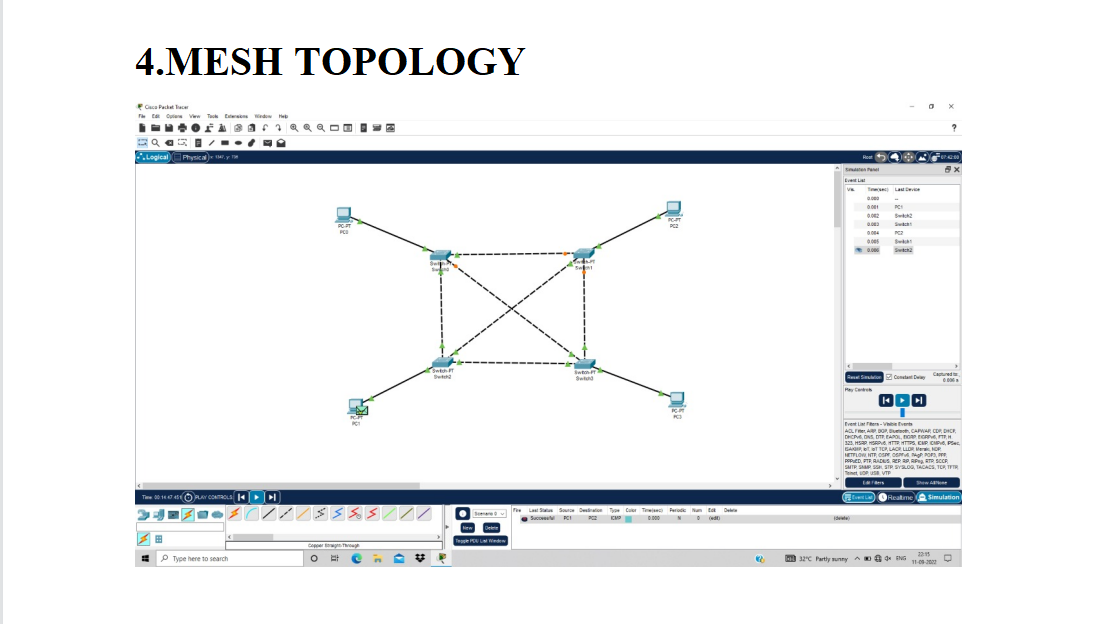 4.MESH TOPOLOGY
Cisco Packet Tracer
File Edit Options View Tools Extensions Window Help
?
Logical Physical x: 1347, y: 136 Root 07:42:00
Simulation Panel
Event List
Vis. Time(sec) Last Device
0.000 --
0.001 PC1
0.002 Switch2
0.003 Switch1
0.004 PC2
0.005 Switch1
0.006 Switch2
PC-PT
PC0
PC-PT
PC2
Switch-PT
Switch0
Switch-PT
Switch1
Switch-PT
Switch2
Switch-PT
Switch3
PC-PT
PC1
PC-PT
PC3
Reset Simulation Constant Delay Captured to:
0.006 s
Play Controls
Event List Filters - Visible Events
ACL Filter, ARP, BGP, Bluetooth, CAPWAP, CDP, DHCP,
DHCPv6, DNS, DTP, EAPOL, EIGRP, EIGRPv6, FTP, H.
323, HSRP, HSRPv6, HTTP, HTTPS, ICMP, ICMPv6, IPSec,
ISAKMP, IoT, IoT TCP, LACP, LLDP, Meraki, NDP,
NETFLOW, NTP, OSPF, OSPFv6, PAgP, POP3, PPP,
PPPoED, PTP, RADIUS, REP, RIP, RIPng, RTP, SCCP,
SMTP, SNMP, SSH, STP, SYSLOG, TACACS, TCP, TFTP,
Telnet, UDP, USB, VTP
Edit Filters Show All/None
Time: 00:14:47.456 PLAY CONTROLS: Event List Realtime Simulation
Scenario 0
New Delete
Toggle PDU List Window
Fire Last Status Source Destination Type Color Time(sec) Periodic Num Edit Delete
Successful PC1 PC2 ICMP 0.000 N 0 (edit) (delete)
Copper Straight-Through
Type here to search
32°C Partly sunny ENG
22:15
11-09-2022